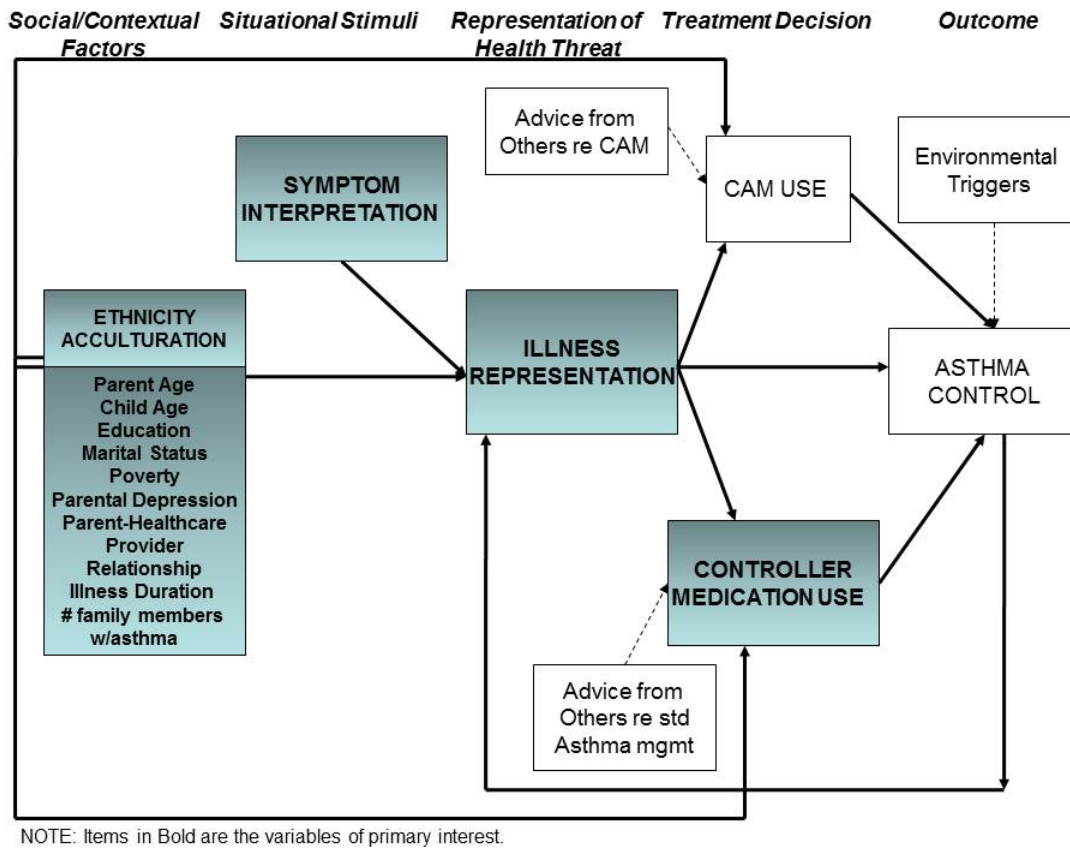 Social/Contextual Factors
Situational Stimuli
Representation of Health Threat
Treatment Decision
Outcome
Advice from
Others re CAM
CAM USE
Environmental
Triggers
SYMPTOM
INTERPRETATION
ETHNICITY
ACCULTURATION
Parent Age
Child Age
Education
Marital Status
Poverty
Parental Depression
Parent-Healthcare
Provider
Relationship
Illness Duration
# family members
w/asthma
ILLNESS
REPRESENTATION
ASTHMA
CONTROL
CONTROLLER
MEDICATION USE
Advice from
Others re std
Asthma mgmt
NOTE: Items in Bold are the variables of primary interest.